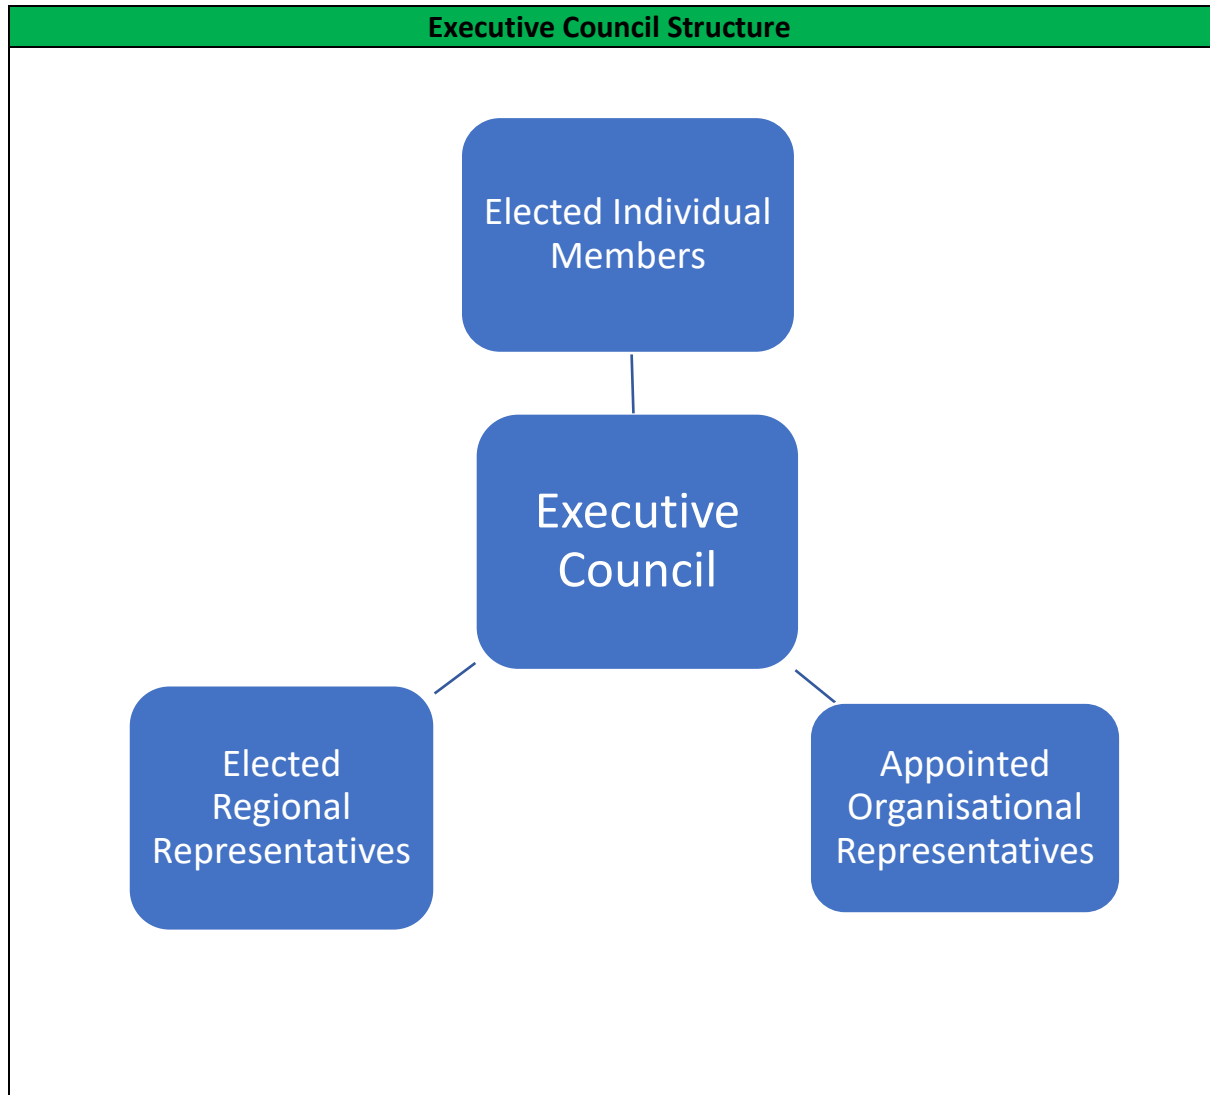 Executive Council Structure
Elected Individual
Members
Executive
Council
Elected
Regional
Representatives
Appointed
Organisational
Representatives